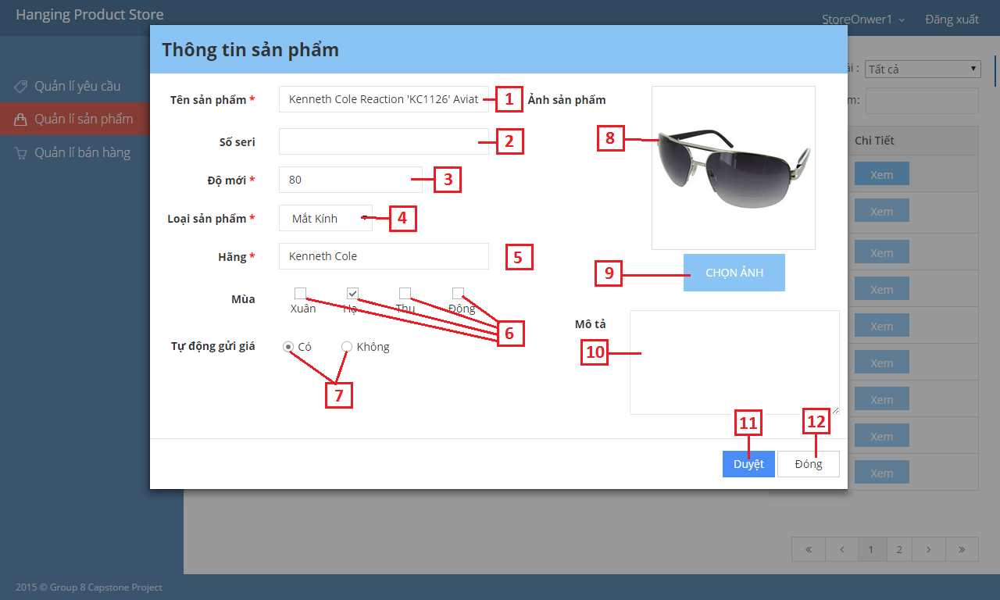 Hanging Product Store
StoreOnwer1
Đăng xuất
Quản lí yêu cầu
Quản lí sản phẩm
Quản lí bán hàng
Thông tin sản phẩm
Tên sản phẩm *
Kenneth Cole Reaction 'KC1126' Aviat
1
Ảnh sản phẩm
Số seri
2
8
Độ mới *
80
3
Loại sản phẩm *
Mắt Kính
4
Hãng *
Kenneth Cole
5
9
CHỌN ẢNH
Mùa
Xuân
Hạ
Thu
Đông
6
Mô tả
10
Tự động gửi giá
Có
Không
7
11
12
Duyệt
Đóng
:
Tất cả
m:
Chi Tiết
Xem
Xem
Xem
Xem
Xem
Xem
Xem
Xem
Xem
«
‹
1
2
›
»
2015 © Group 8 Capstone Project